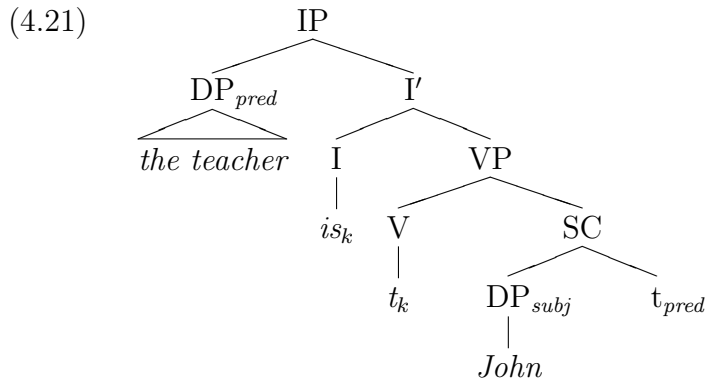 (4.21) IP
DP_pred I′
the teacher I VP
is_k V SC
t_k DP_subj t_pred
John